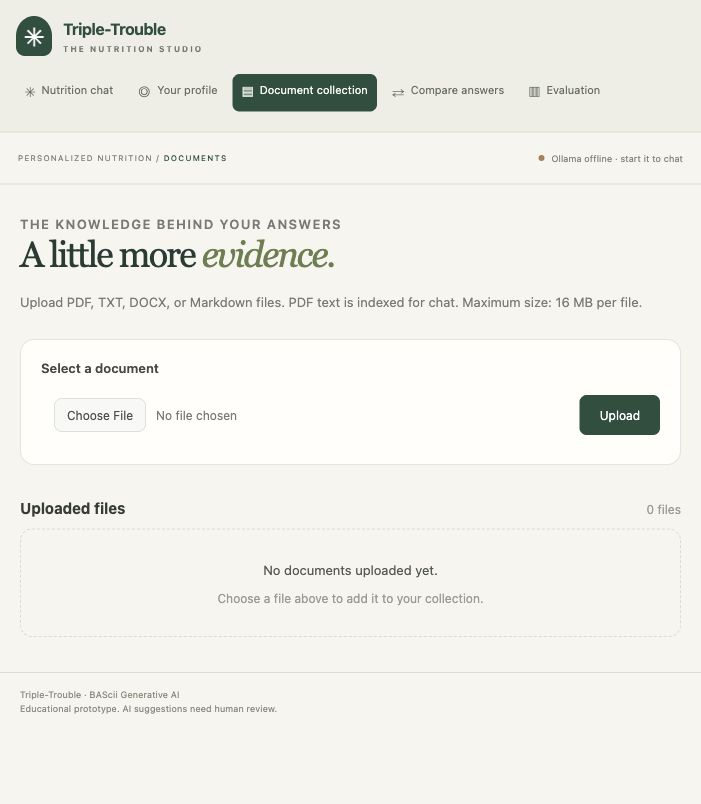 Triple-Trouble
THE NUTRITION STUDIO
Nutrition chat
Your profile
Document collection
Compare answers
Evaluation
PERSONALIZED NUTRITION / DOCUMENTS
Ollama offline · start it to chat
THE KNOWLEDGE BEHIND YOUR ANSWERS
A little more evidence.
Upload PDF, TXT, DOCX, or Markdown files. PDF text is indexed for chat. Maximum size: 16 MB per file.
Select a document
Choose File No file chosen
Upload
Uploaded files
0 files
No documents uploaded yet.
Choose a file above to add it to your collection.
Triple-Trouble · BAScii Generative AI
Educational prototype. AI suggestions need human review.